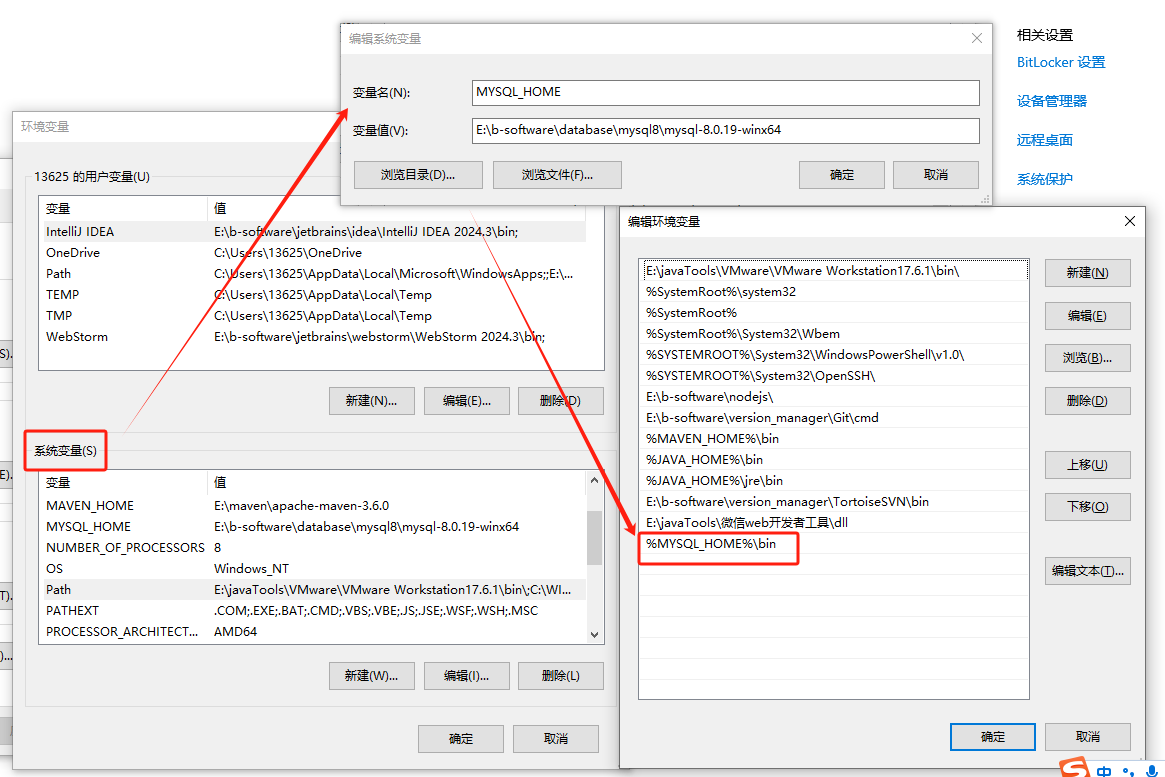 编辑系统变量
变量名(N):
MYSQL_HOME
变量值(V):
E:\b-software\database\mysql8\mysql-8.0.19-winx64
浏览目录(D)...
浏览文件(F)...
确定
取消
相关设置
BitLocker 设置
设备管理器
远程桌面
系统保护
环境变量
13625 的用户变量(U)
变量 值
IntelliJ IDEA E:\b-software\jetbrains\idea\IntelliJ IDEA 2024.3\bin;
OneDrive C:\Users\13625\OneDrive
Path C:\Users\13625\AppData\Local\Microsoft\WindowsApps;;E:\...
TEMP C:\Users\13625\AppData\Local\Temp
TMP C:\Users\13625\AppData\Local\Temp
WebStorm E:\b-software\jetbrains\webstorm\WebStorm 2024.3\bin;
新建(N)...
编辑(E)...
删除(D)
系统变量(S)
变量 值
MAVEN_HOME E:\maven\apache-maven-3.6.0
MYSQL_HOME E:\b-software\database\mysql8\mysql-8.0.19-winx64
NUMBER_OF_PROCESSORS 8
OS Windows_NT
Path E:\javaTools\VMware\VMware Workstation17.6.1\bin\;C:\WI...
PATHEXT .COM;.EXE;.BAT;.CMD;.VBS;.VBE;.JS;.JSE;.WSF;.WSH;.MSC
PROCESSOR_ARCHITECT... AMD64
新建(W)...
编辑(I)...
删除(L)
确定
取消
编辑环境变量
E:\javaTools\VMware\VMware Workstation17.6.1\bin\
%SystemRoot%\system32
%SystemRoot%
%SystemRoot%\System32\Wbem
%SYSTEMROOT%\System32\WindowsPowerShell\v1.0\
%SYSTEMROOT%\System32\OpenSSH\
E:\b-software\nodejs\
E:\b-software\version_manager\Git\cmd
%MAVEN_HOME%\bin
%JAVA_HOME%\bin
%JAVA_HOME%\jre\bin
E:\b-software\version_manager\TortoiseSVN\bin
E:\javaTools\微信web开发者工具\dll
%MYSQL_HOME%\bin
新建(N)
编辑(E)
浏览(B)...
删除(D)
上移(U)
下移(O)
编辑文本(T)...
确定
取消
S).
E).
T).
)...
中